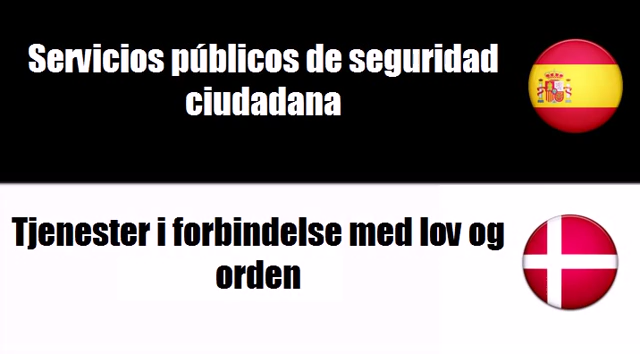 Servicios públicos de seguridad
ciudadana
Tjenester i forbindelse med lov og
orden